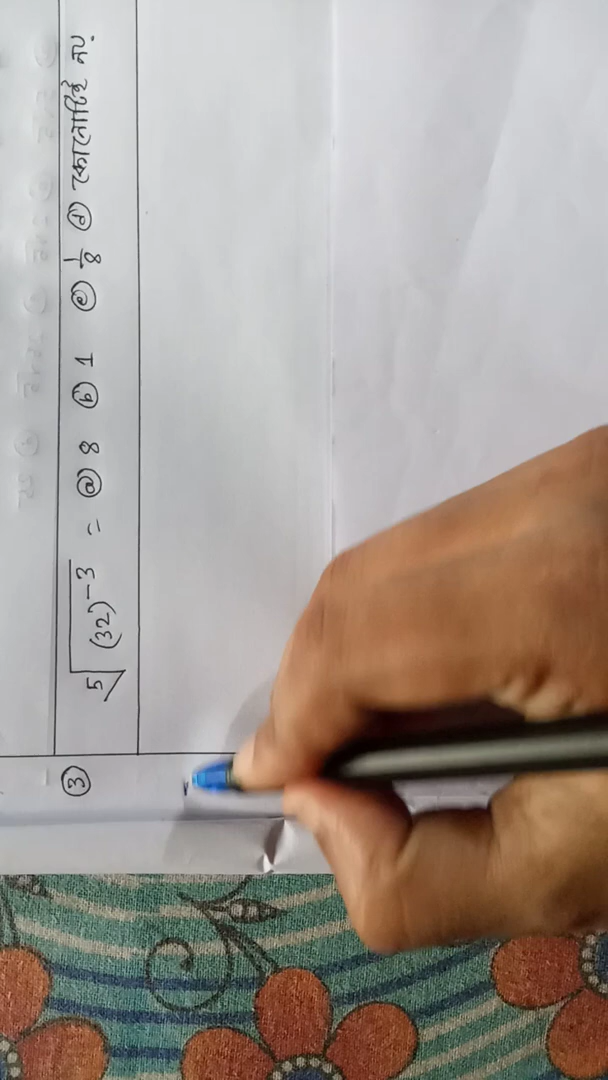 ③ ⁵√(32)⁻³ = ⓐ 8 ⓑ 1 ⓒ 1/8 ⓓ কোনোটিই নয়.